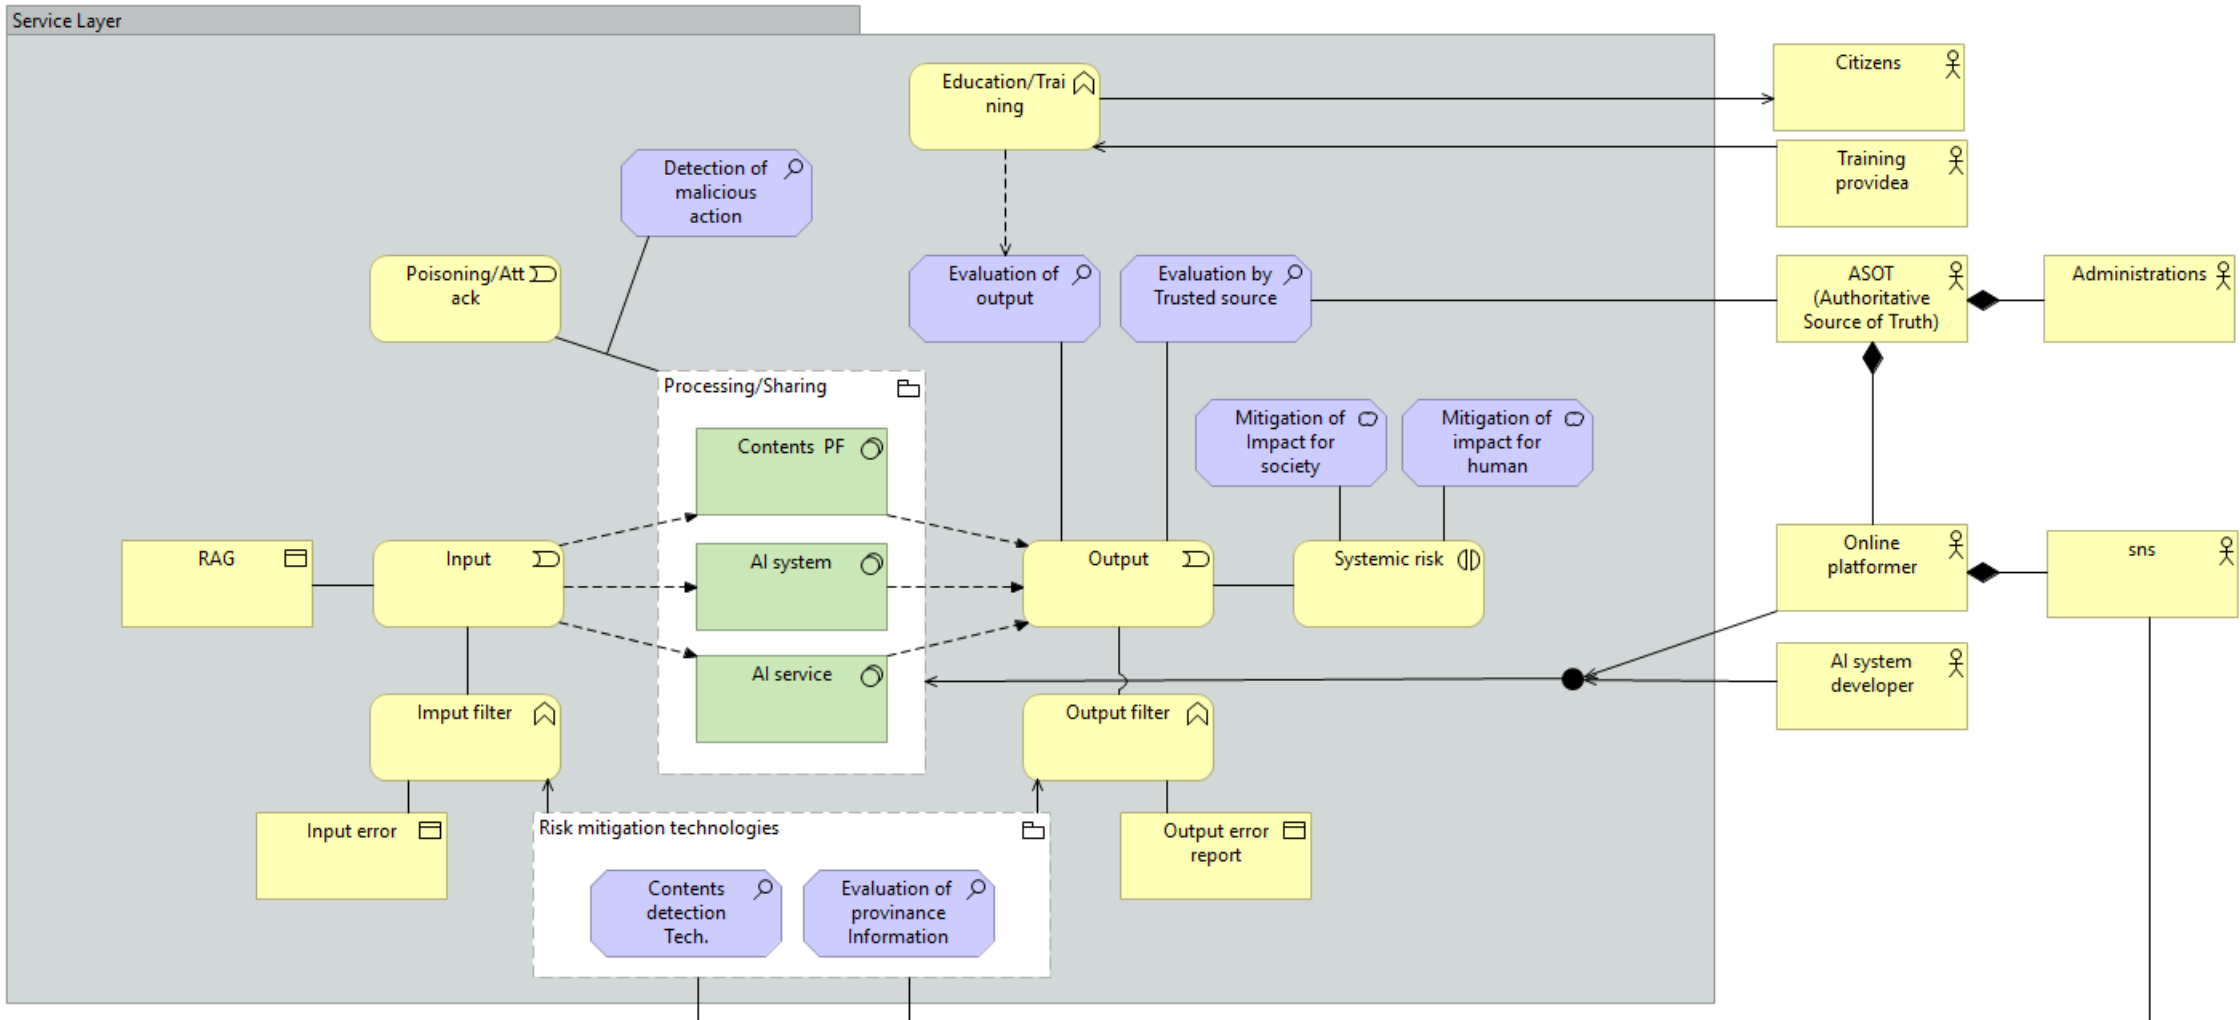 Service Layer
Education/Trai
ning
Citizens
Training
providea
Detection of
malicious
action
Poisoning/Att
ack
Evaluation of
output
Evaluation by
Trusted source
ASOT
(Authoritative
Source of Truth)
Administrations
Processing/Sharing
Contents  PF
Mitigation of
Impact for
society
Mitigation of
impact for
human
RAG
Input
AI system
Output
Systemic risk
Online
platformer
sns
AI service
AI system
developer
Imput filter
Output filter
Input error
Risk mitigation technologies
Output error
report
Contents
detection
Tech.
Evaluation of
provinance
Information